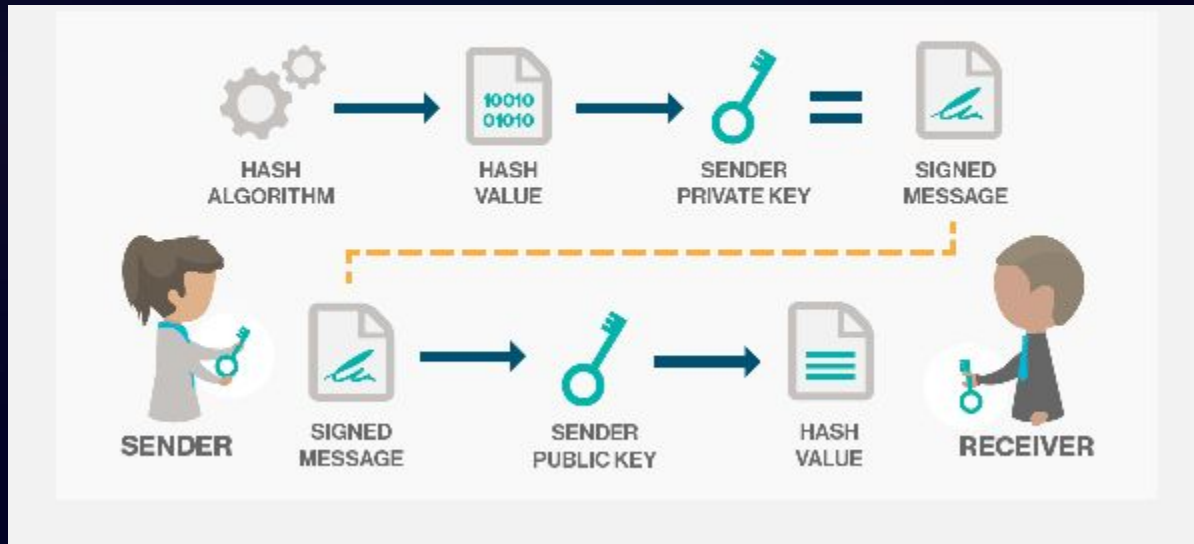 10010
01010
HASH
ALGORITHM
HASH
VALUE
SENDER
PRIVATE KEY
SIGNED
MESSAGE
SENDER
SIGNED
MESSAGE
SENDER
PUBLIC KEY
HASH
VALUE
RECEIVER